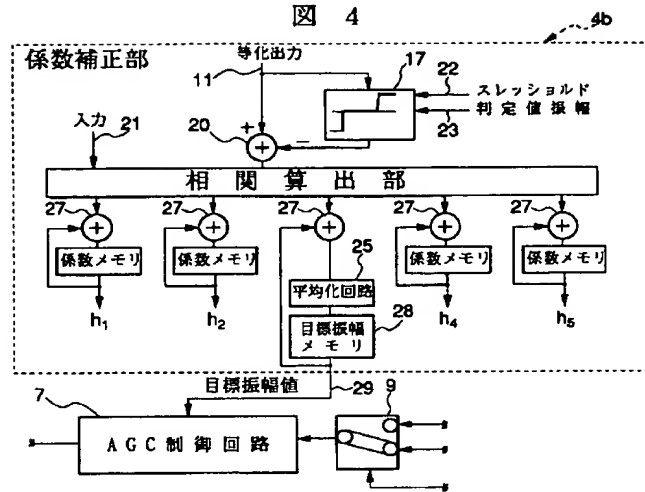 図 4
4b
係数補正部
等化出力
11
17
22
スレッショルド
判定値振幅
23
入力
21
20
+
−
+
相関算出部
27
27
27
27
27
+
+
+
+
+
係数メモリ
係数メモリ
25
平均化回路
係数メモリ
係数メモリ
28
目標振幅
メモリ
h1
h2
h4
h5
目標振幅値
29
7
9
AGC制御回路